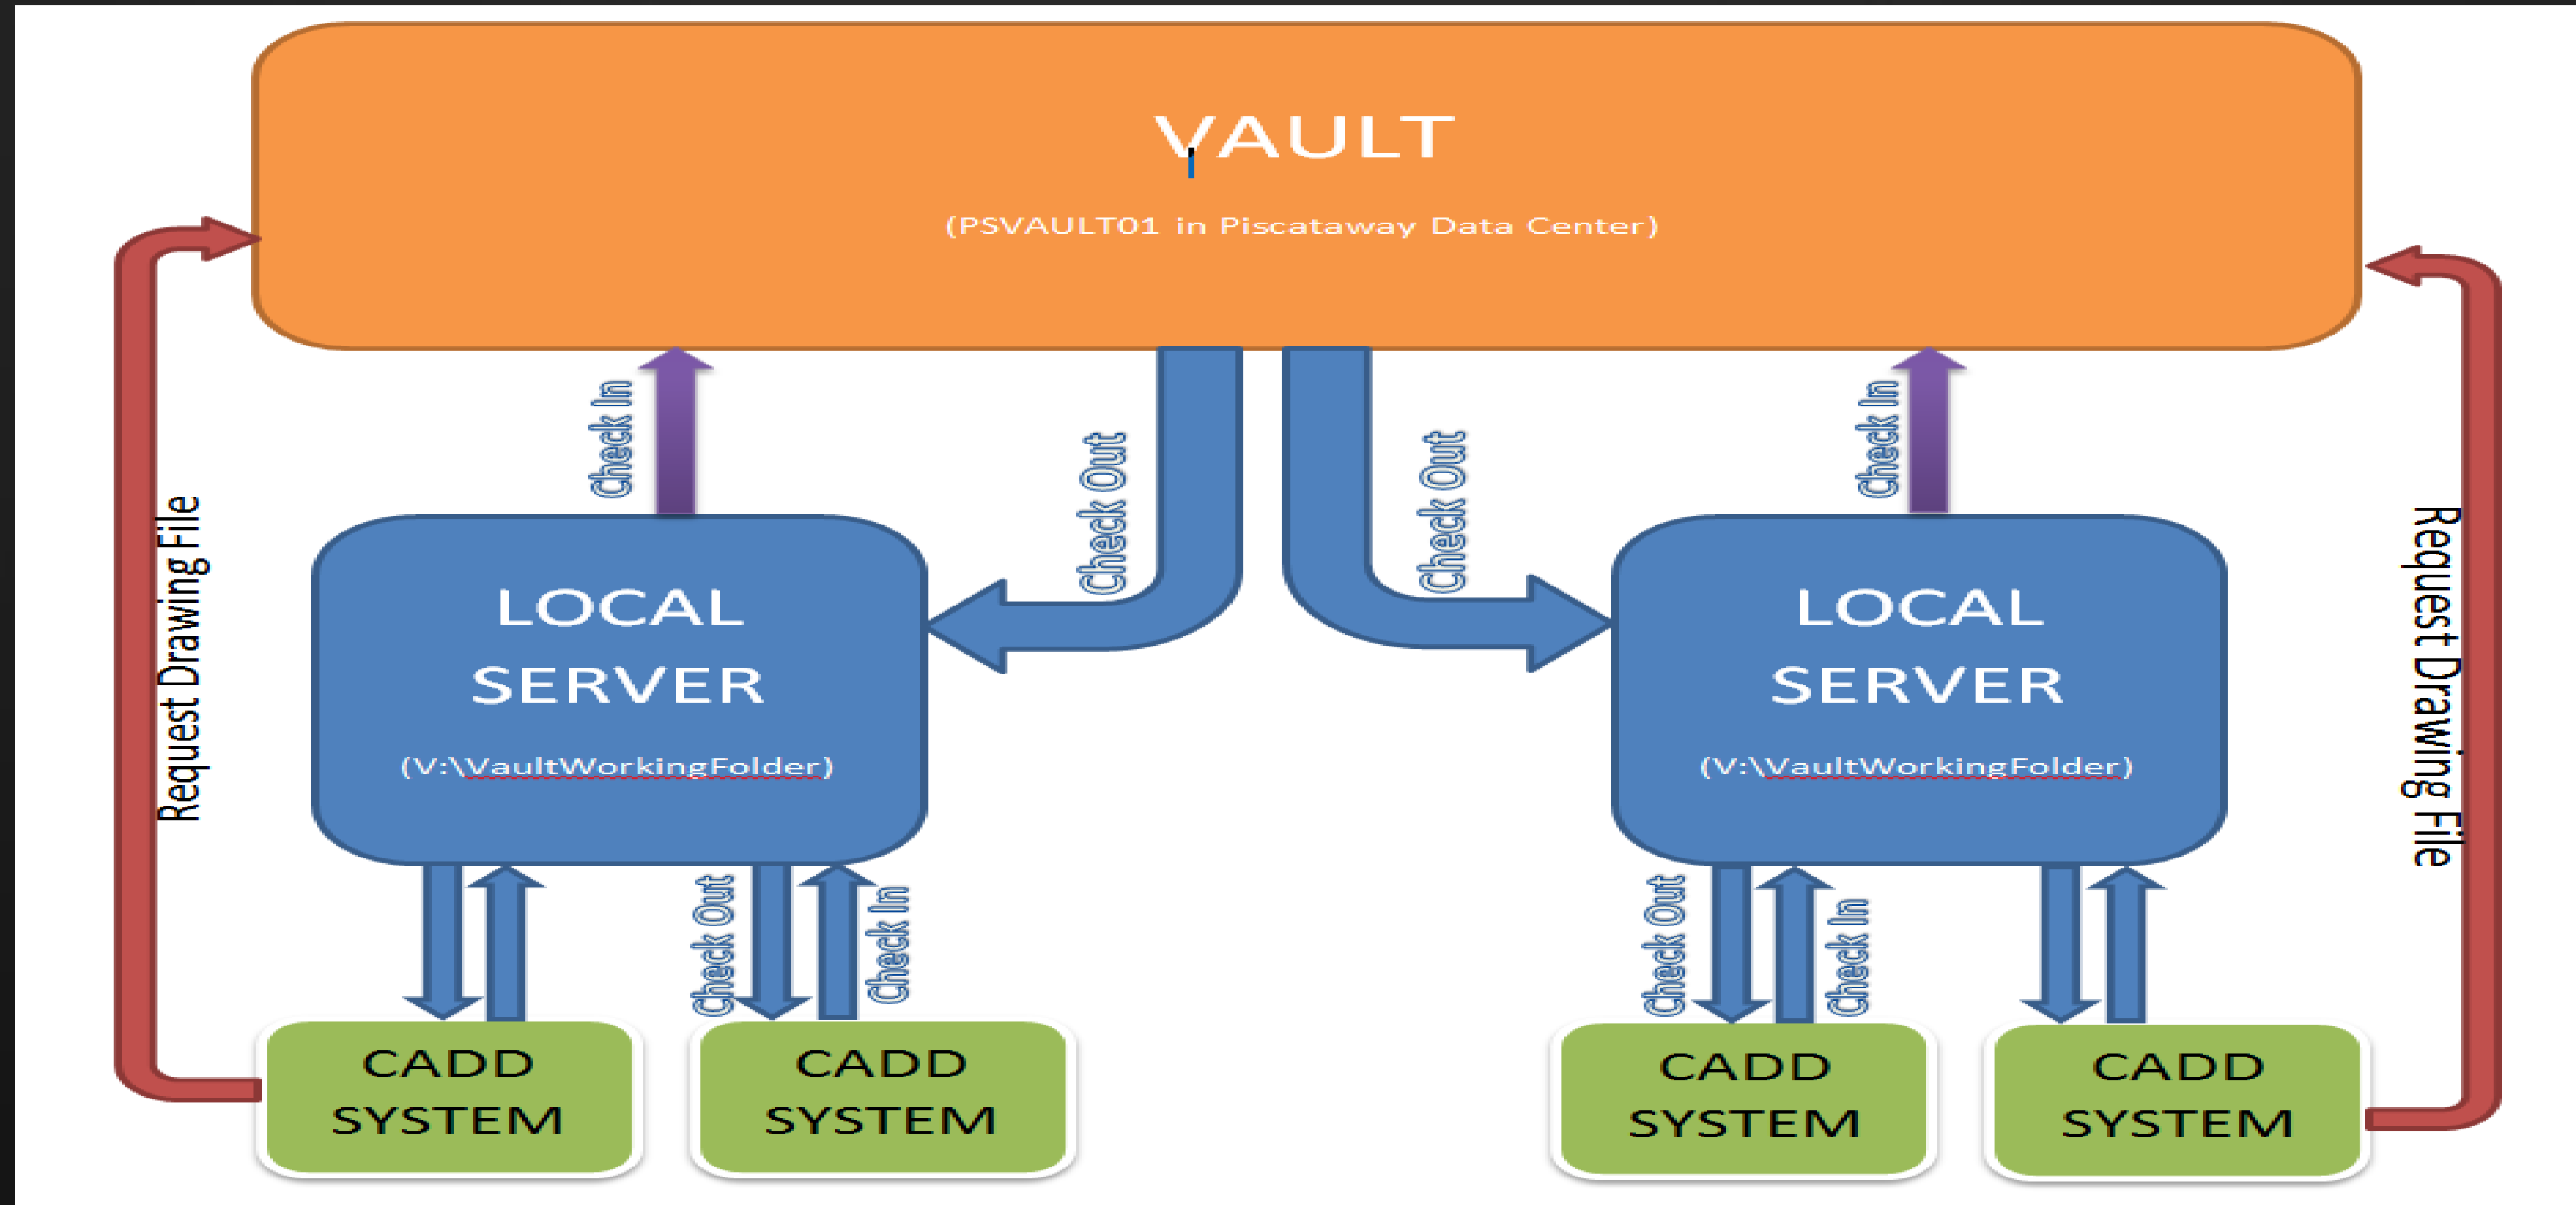 VAULT
(PSVAULT01 in Piscataway Data Center)
Check In
Check Out
Check Out
Check In
Request Drawing File
Request Drawing File
LOCAL
SERVER
(V:\VaultWorkingFolder)
LOCAL
SERVER
(V:\VaultWorkingFolder)
Check Out
Check In
Check Out
Check In
CADD
SYSTEM
CADD
SYSTEM
CADD
SYSTEM
CADD
SYSTEM